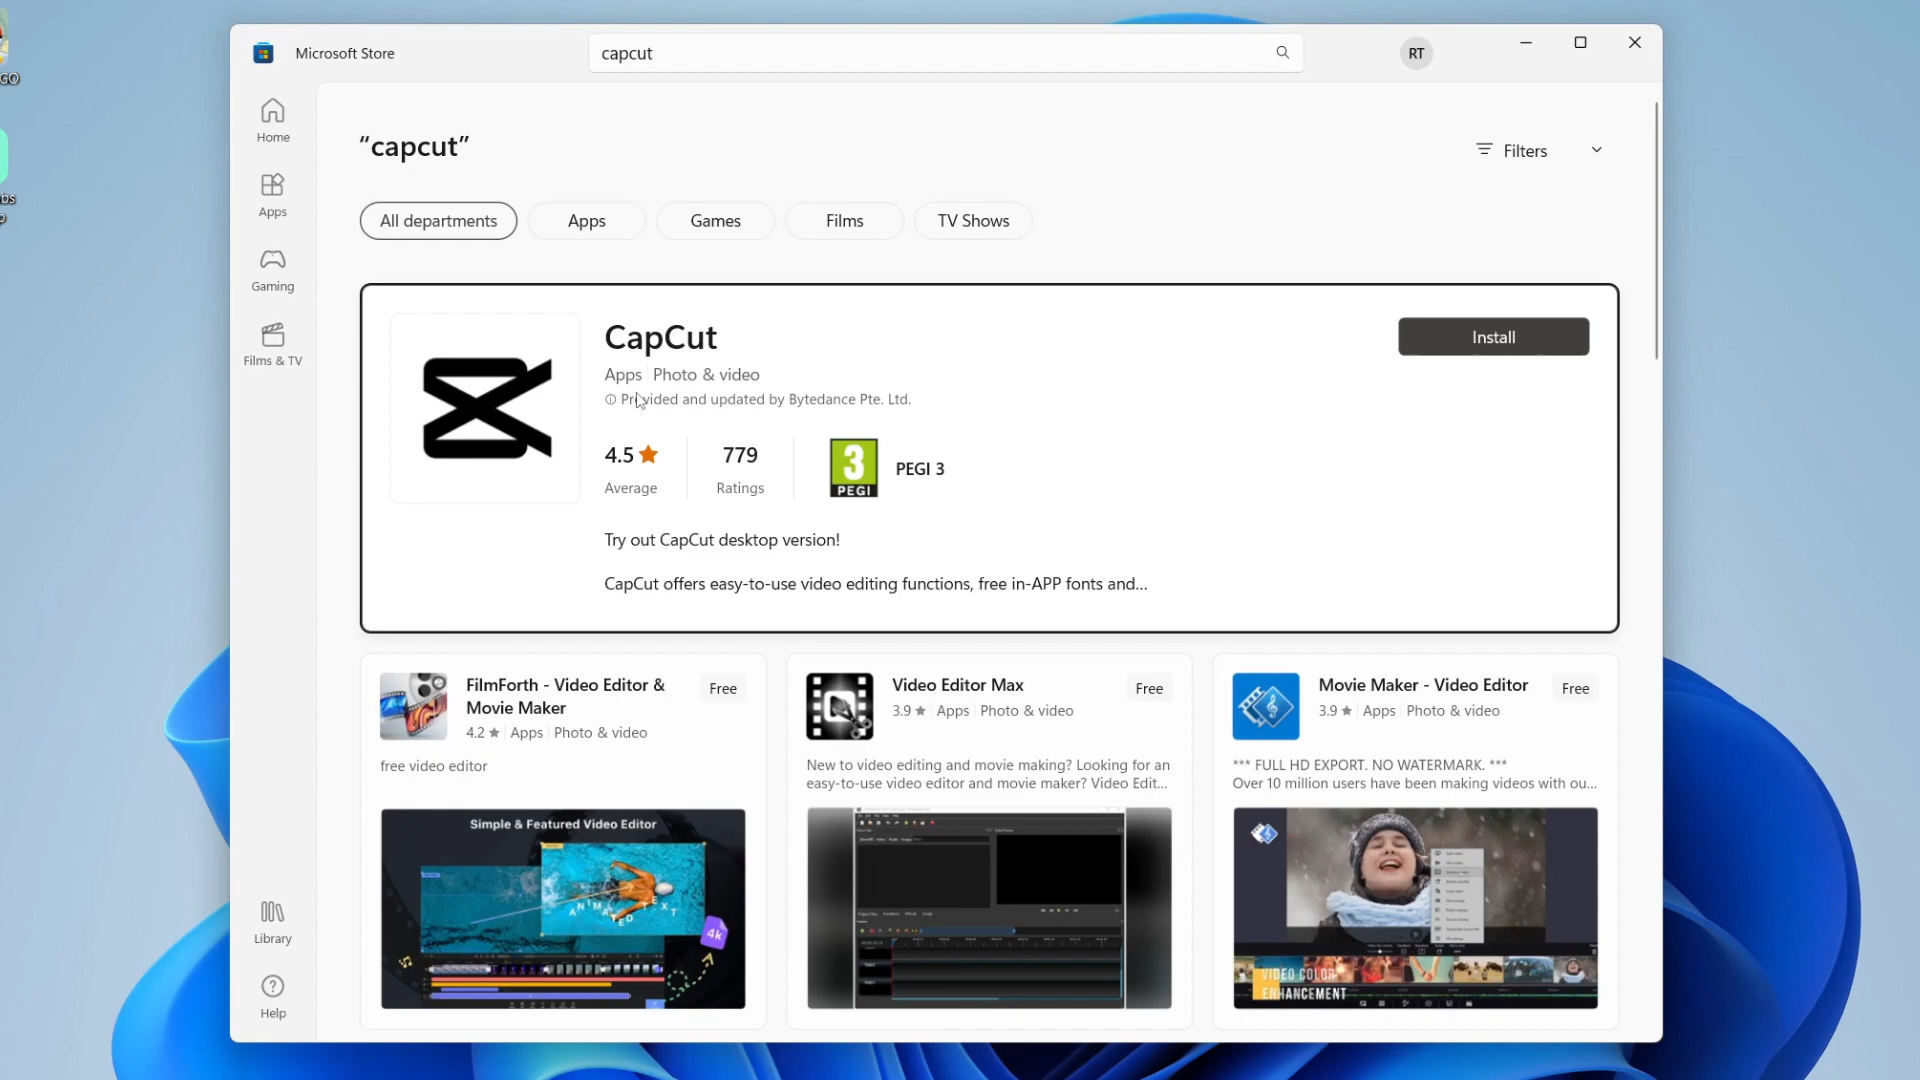 GO
bs
Microsoft Store
capcut
RT
Home
Apps
Gaming
Films & TV
Library
Help
“capcut”
Filters
All departments
Apps
Games
Films
TV Shows
CapCut
Install
Apps Photo & video
Provided and updated by Bytedance Pte. Ltd.
4.5
Average
779
Ratings
3
PEGI
PEGI 3
Try out CapCut desktop version!
CapCut offers easy-to-use video editing functions, free in-APP fonts and...
FilmForth - Video Editor &
Movie Maker
Free
4.2 ★ Apps Photo & video
free video editor
Simple & Featured Video Editor
ANIMATED TEXT
4k
Video Editor Max
Free
3.9 ★ Apps Photo & video
New to video editing and movie making? Looking for an
easy-to-use video editor and movie maker? Video Edit...
Movie Maker - Video Editor
Free
3.9 ★ Apps Photo & video
*** FULL HD EXPORT. NO WATERMARK. ***
Over 10 million users have been making videos with ou...
VIDEO COLOR
ENHANCEMENT